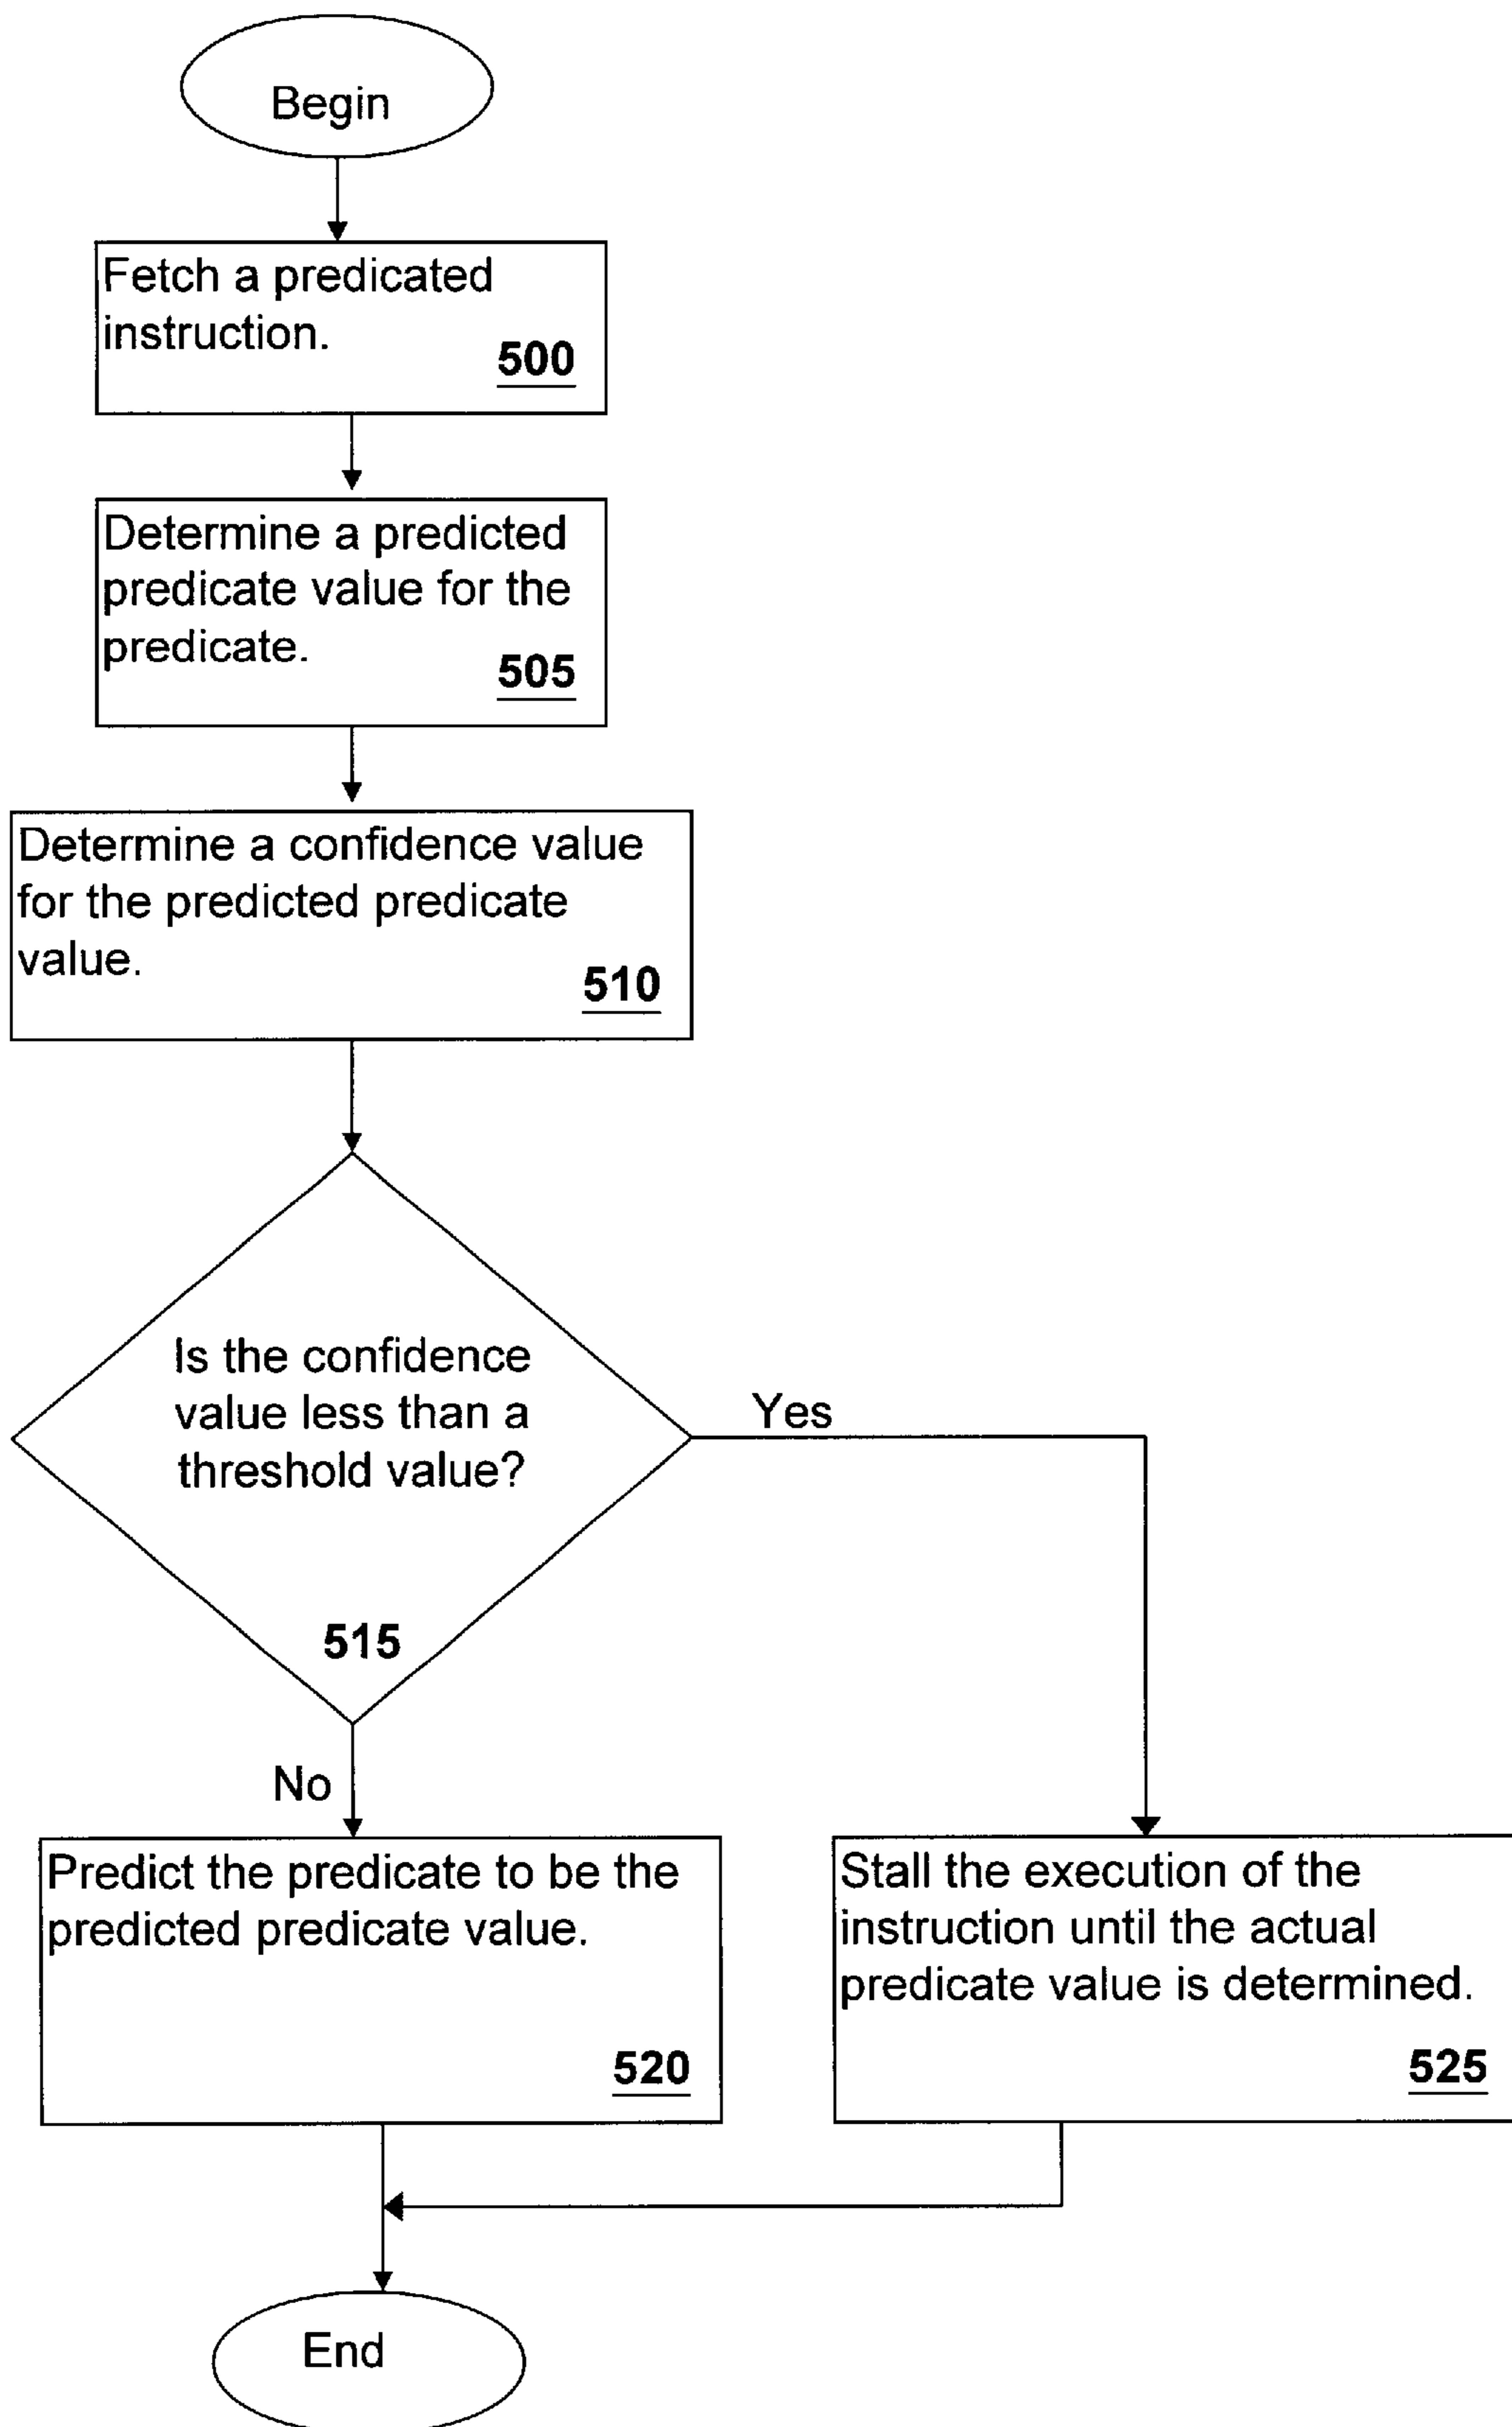 Begin
Fetch a predicated
instruction.
500
Determine a predicted
predicate value for the
predicate.
505
Determine a confidence value
for the predicted predicate
value.
510
Is the confidence
value less than a
threshold value?
515
Yes
No
Predict the predicate to be the
predicted predicate value.
520
Stall the execution of the
instruction until the actual
predicate value is determined.
525
End